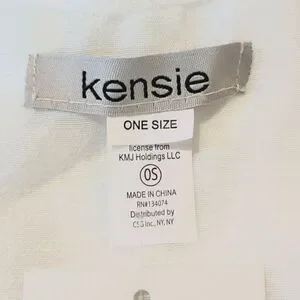 kensie
ONE SIZE
license from
KMJ Holdings LLC
OS
MADE IN CHINA
RN#134074
Distributed by
CSG Inc, NY, NY